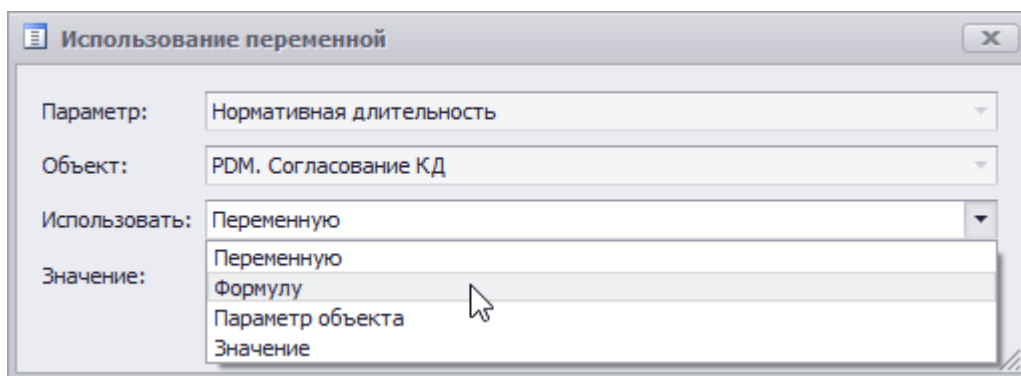 Использование переменной
Параметр: Нормативная длительность
Объект: PDM. Согласование КД
Использовать: Переменную
Переменную
Значение:
Формулу
Параметр объекта
Значение